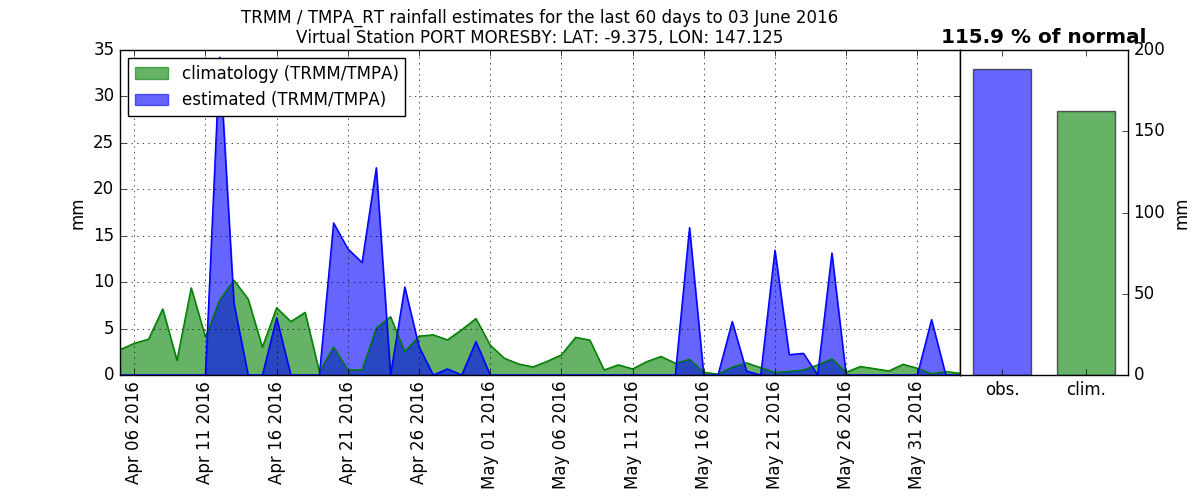 TRMM / TMPA_RT rainfall estimates for the last 60 days to 03 June 2016
Virtual Station PORT MORESBY: LAT: -9.375, LON: 147.125
115.9 % of normal
climatology (TRMM/TMPA)
estimated (TRMM/TMPA)
mm
35
30
25
20
15
10
5
0
Apr 06 2016
Apr 11 2016
Apr 16 2016
Apr 21 2016
Apr 26 2016
May 01 2016
May 06 2016
May 11 2016
May 16 2016
May 21 2016
May 26 2016
May 31 2016
obs.
clim.
200
150
100
50
0
mm